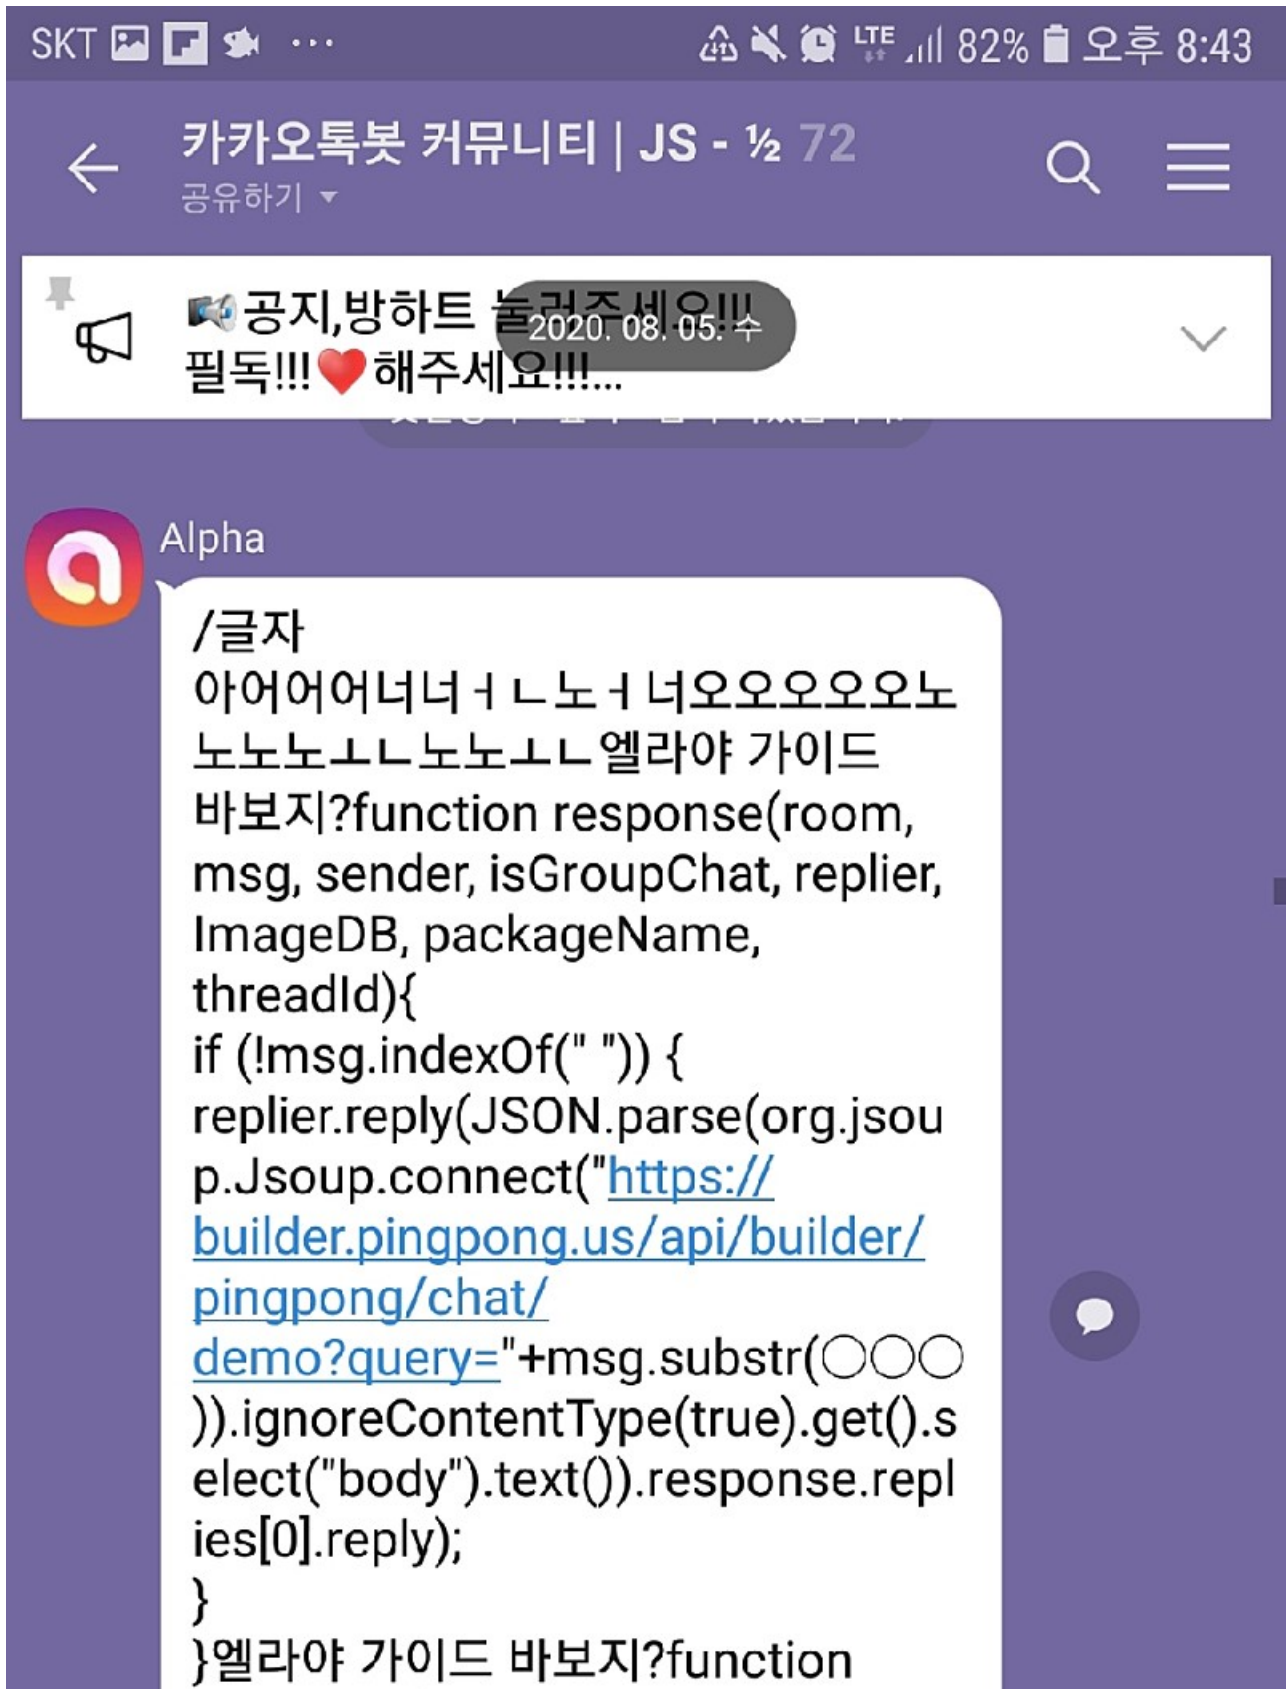 SKT ... LTE 82% 오후 8:43
카카오톡봇 커뮤니티 | JS - ½ 72
공유하기
공지,방하트 눌러주세요!!!
2020. 08. 05. 수
필독!!!❤해주세요!!!...
Alpha
/글자
아어어어너너ㅓㄴ노ㅓ너오오오오오노
노노노ㅗㄴ노노ㅗㄴ엘라야 가이드
바보지?function response(room,
msg, sender, isGroupChat, replier,
ImageDB, packageName,
threadId){
if (!msg.indexOf(" ")) {
replier.reply(JSON.parse(org.jsou
p.Jsoup.connect("https://
builder.pingpong.us/api/builder/
pingpong/chat/
demo?query="+msg.substr(○○○
)).ignoreContentType(true).get().s
elect("body").text()).response.repl
ies[0].reply);
}
}엘라야 가이드 바보지?function